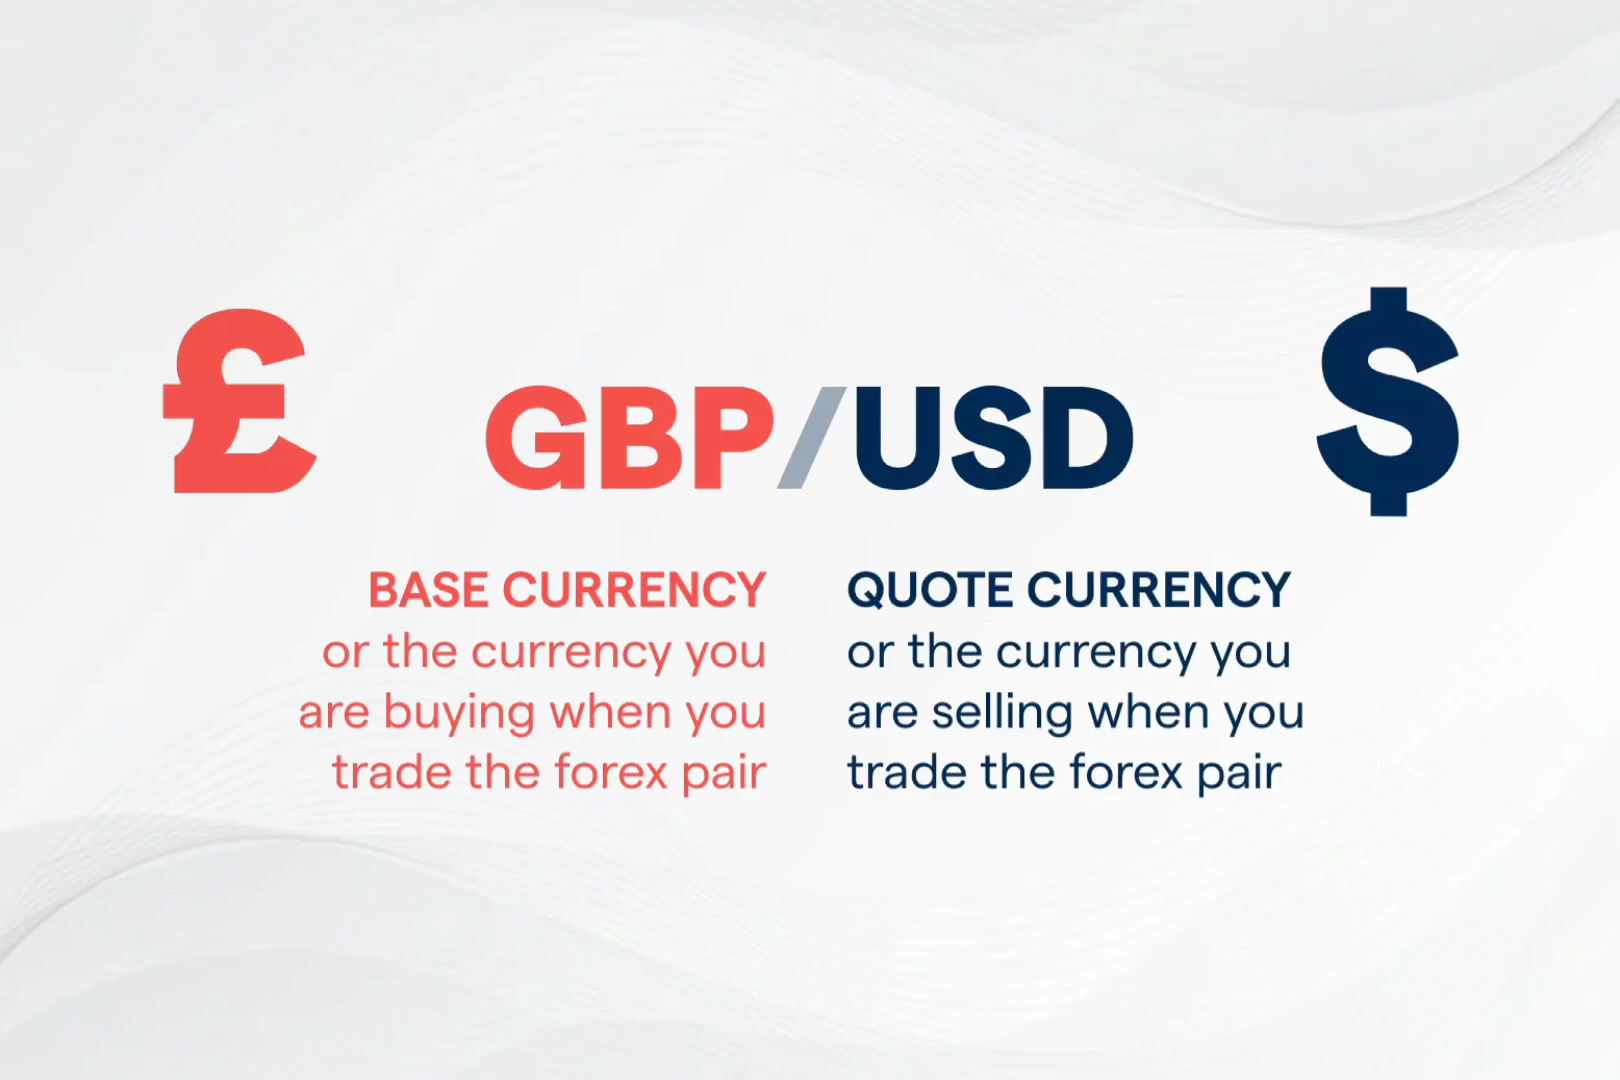 £
GBP/USD
$
BASE CURRENCY
or the currency you
are buying when you
trade the forex pair
QUOTE CURRENCY
or the currency you
are selling when you
trade the forex pair